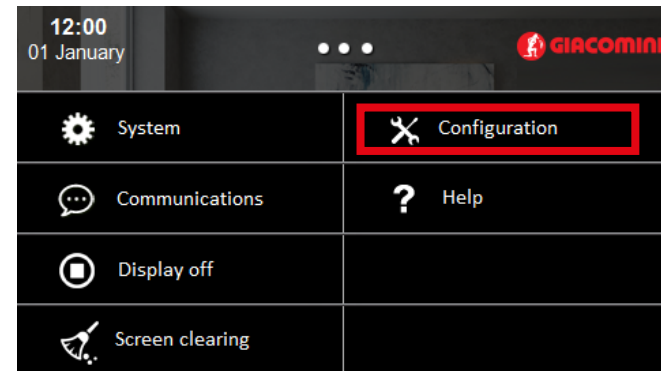 12:00
01 January
GIACOMINI
System
Configuration
Communications
Help
Display off
Screen clearing